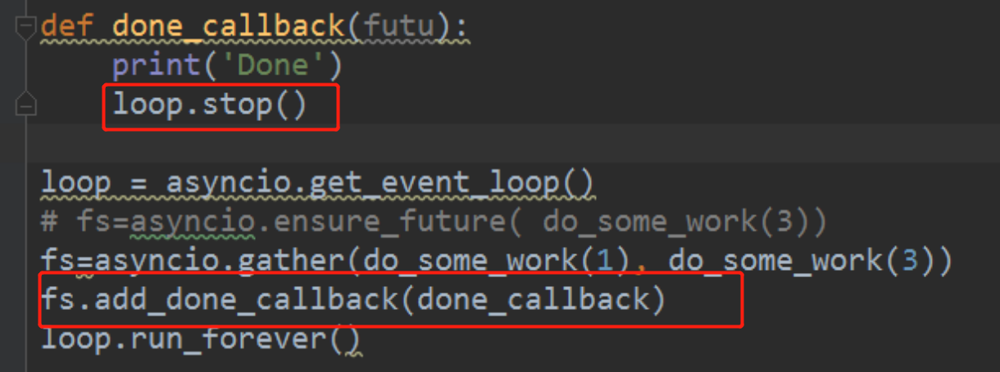 def done_callback(futu):
    print('Done')
    loop.stop()

loop = asyncio.get_event_loop()
# fs=asyncio.ensure_future( do_some_work(3))
fs=asyncio.gather(do_some_work(1), do_some_work(3))
fs.add_done_callback(done_callback)
loop.run_forever()